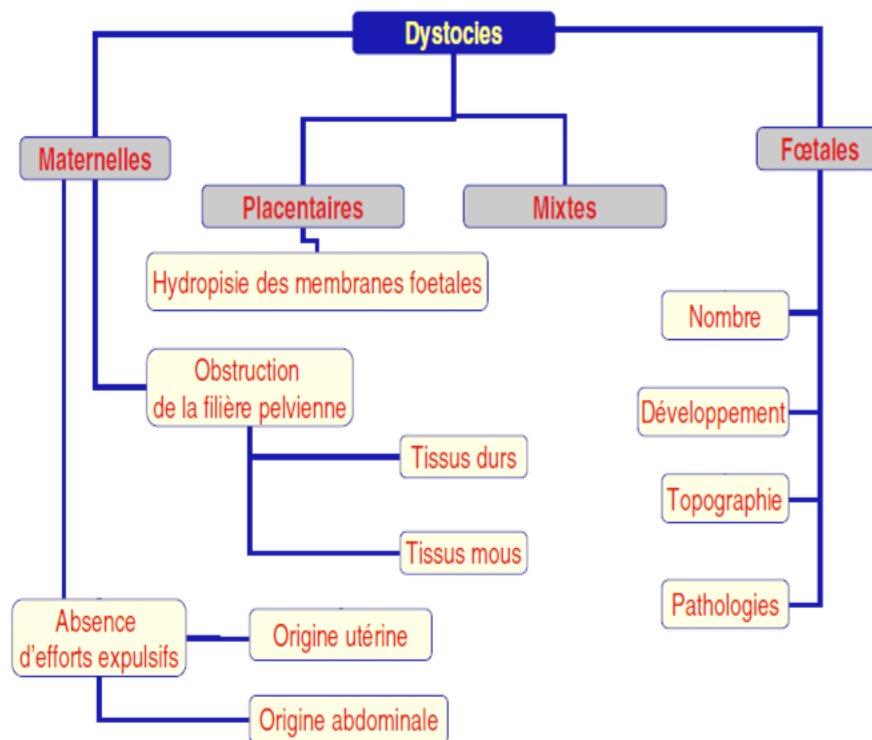 Dystocies
Maternelles
Fœtales
Placentaires
Mixtes
Hydropisie des membranes foetales
Nombre
Obstruction
de la filière pelvienne
Développement
Tissus durs
Topographie
Tissus mous
Pathologies
Absence
d'efforts expulsifs
Origine utérine
Origine abdominale